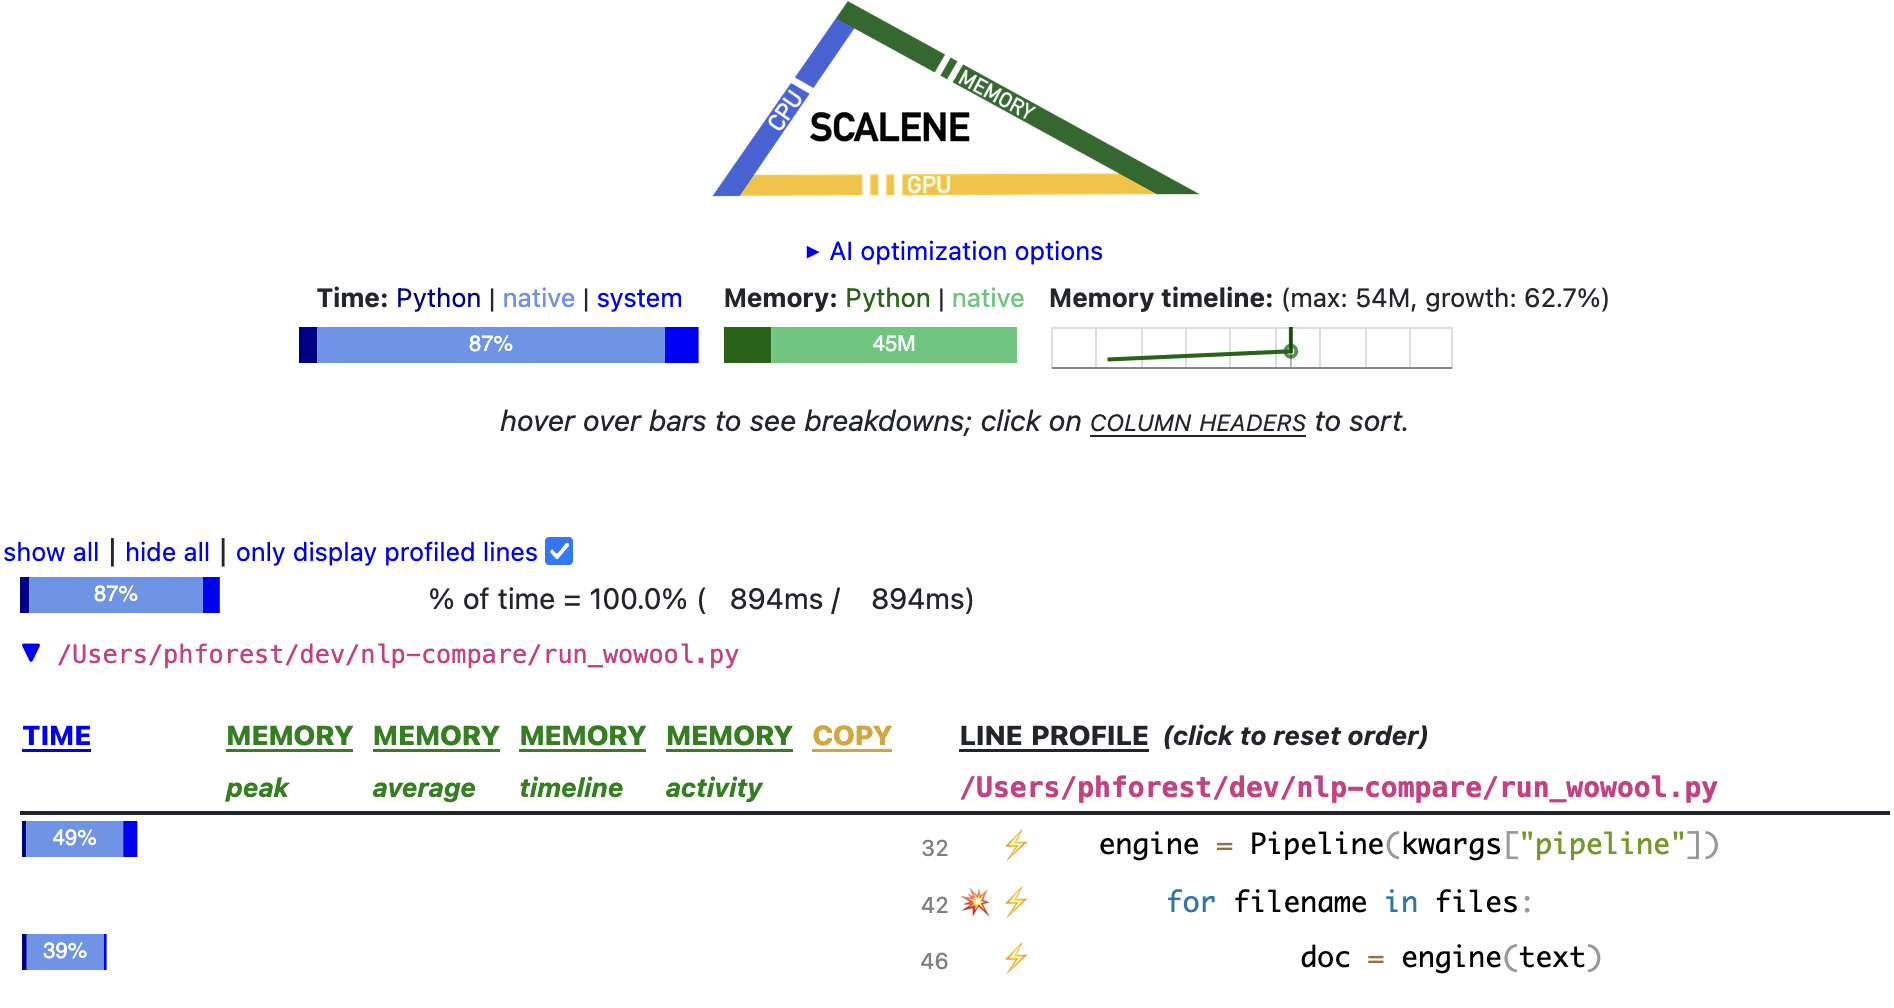 CPU
MEMORY
SCALENE
GPU
► AI optimization options
Time: Python | native | system
Memory: Python | native
Memory timeline: (max: 54M, growth: 62.7%)
87%
45M
hover over bars to see breakdowns; click on COLUMN HEADERS to sort.
show all | hide all | only display profiled lines
87%
% of time = 100.0% ( 894ms / 894ms)
▼ /Users/phforest/dev/nlp-compare/run_wowool.py
TIME MEMORY MEMORY MEMORY MEMORY COPY LINE PROFILE (click to reset order)
peak average timeline activity /Users/phforest/dev/nlp-compare/run_wowool.py
49% 32 ⚡ engine = Pipeline(kwargs["pipeline"])
42 💥 ⚡ for filename in files:
39% 46 ⚡ doc = engine(text)